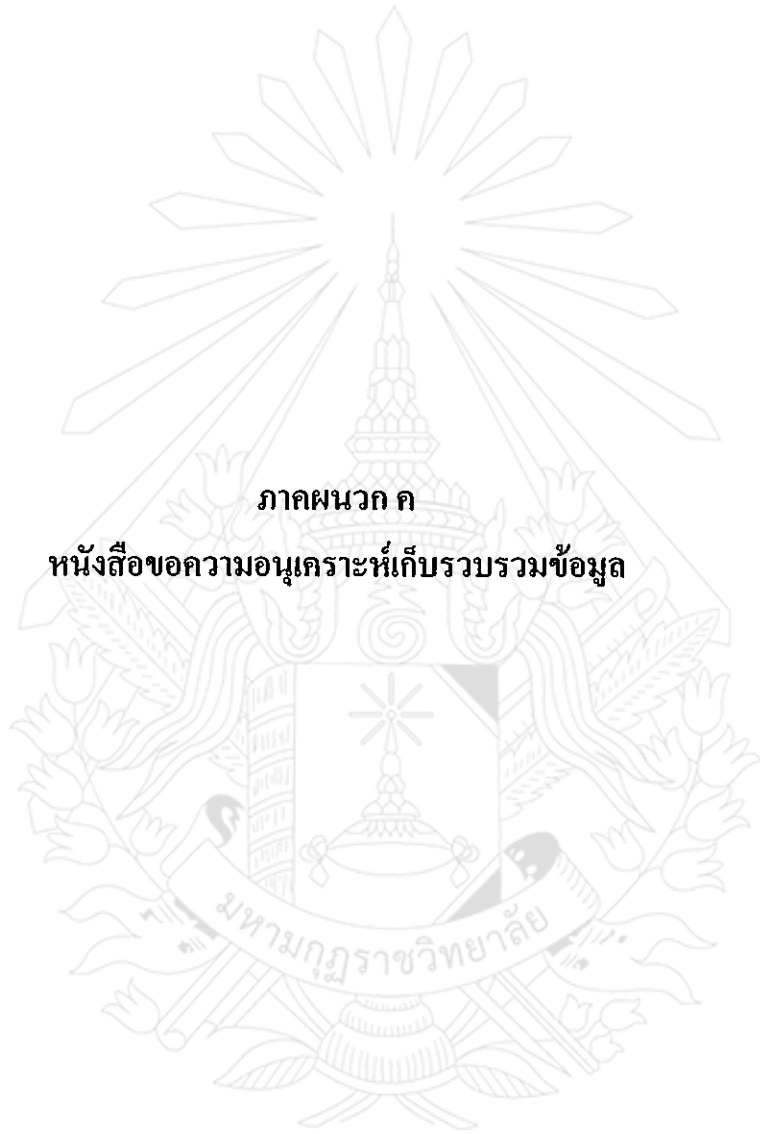 ภาคผนวก ค
หนังสือขอความอนุเคราะห์เก็บรวบรวมข้อมูล
มหามกุฏราชวิทยาลัย